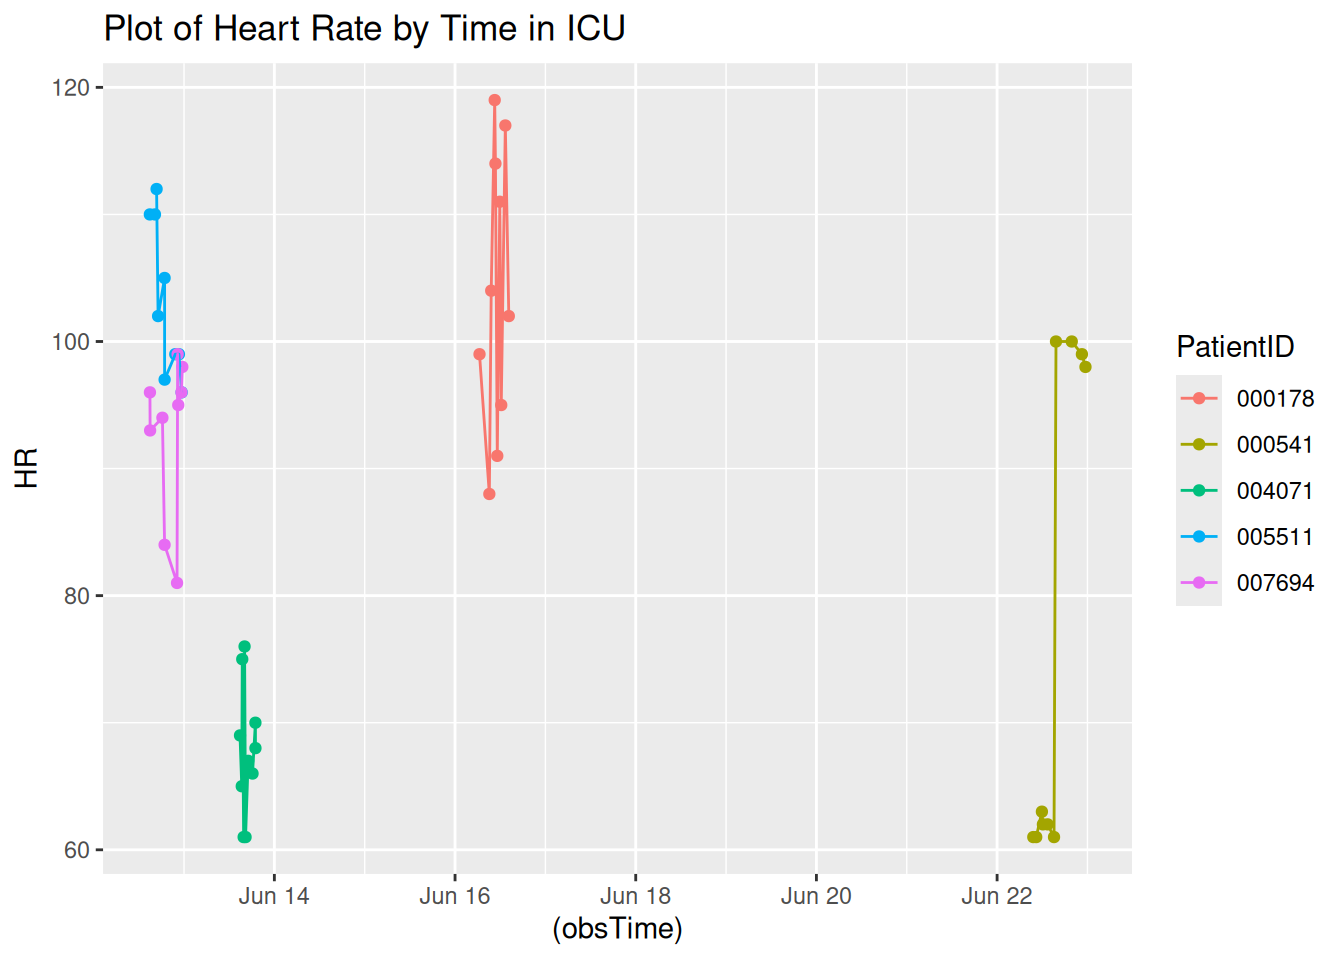 Plot of Heart Rate by Time in ICU
120
100
80
60
HR
Jun 14 Jun 16 Jun 18 Jun 20 Jun 22
(obsTime)
PatientID
000178
000541
004071
005511
007694